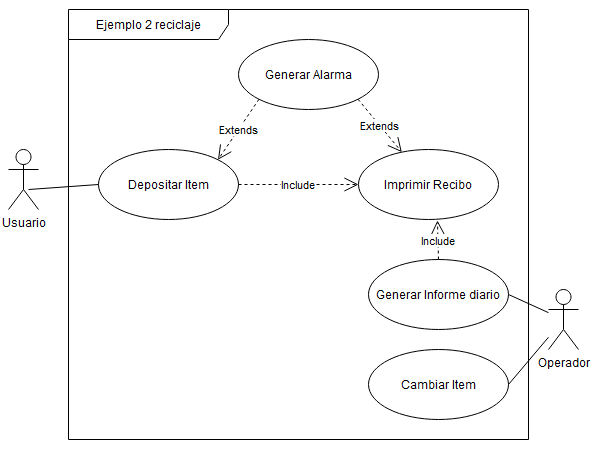 Ejemplo 2 reciclaje
Generar Alarma
Extends
Extends
Depositar Item
Include
Imprimir Recibo
Usuario
Include
Generar Informe diario
Operador
Cambiar Item